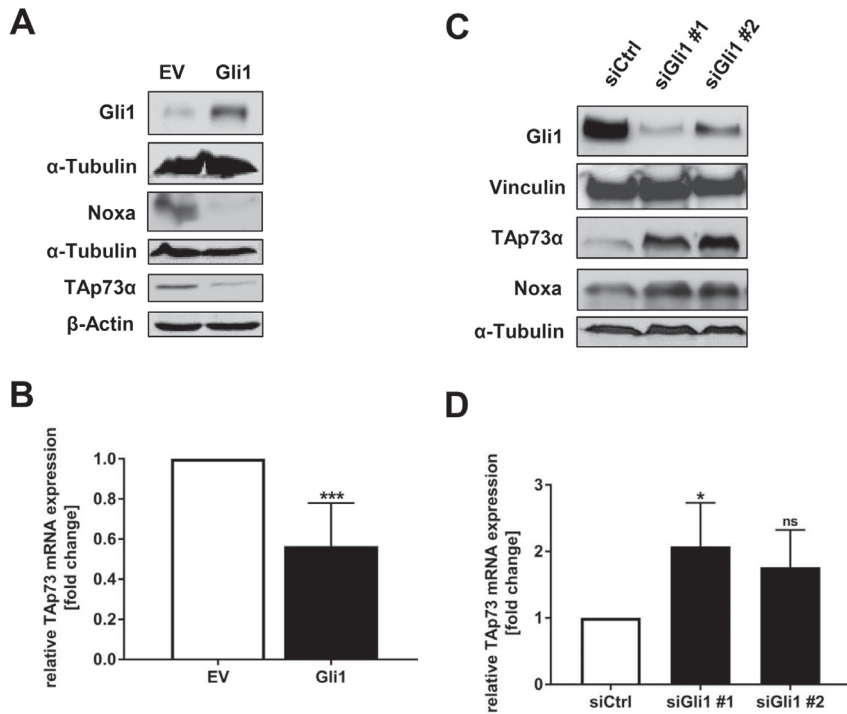 A
EV Gli1
Gli1
α-Tubulin
Noxa
α-Tubulin
TAp73α
β-Actin
B
relative TAp73 mRNA expression
[fold change]
1.0
0.8
0.6
0.4
0.2
0.0
***
EV Gli1
C
siCtrl siGli1 #1 siGli1 #2
Gli1
Vinculin
TAp73α
Noxa
α-Tubulin
D
relative TAp73 mRNA expression
[fold change]
3
2
1
0
* ns
siCtrl siGli1 #1 siGli1 #2